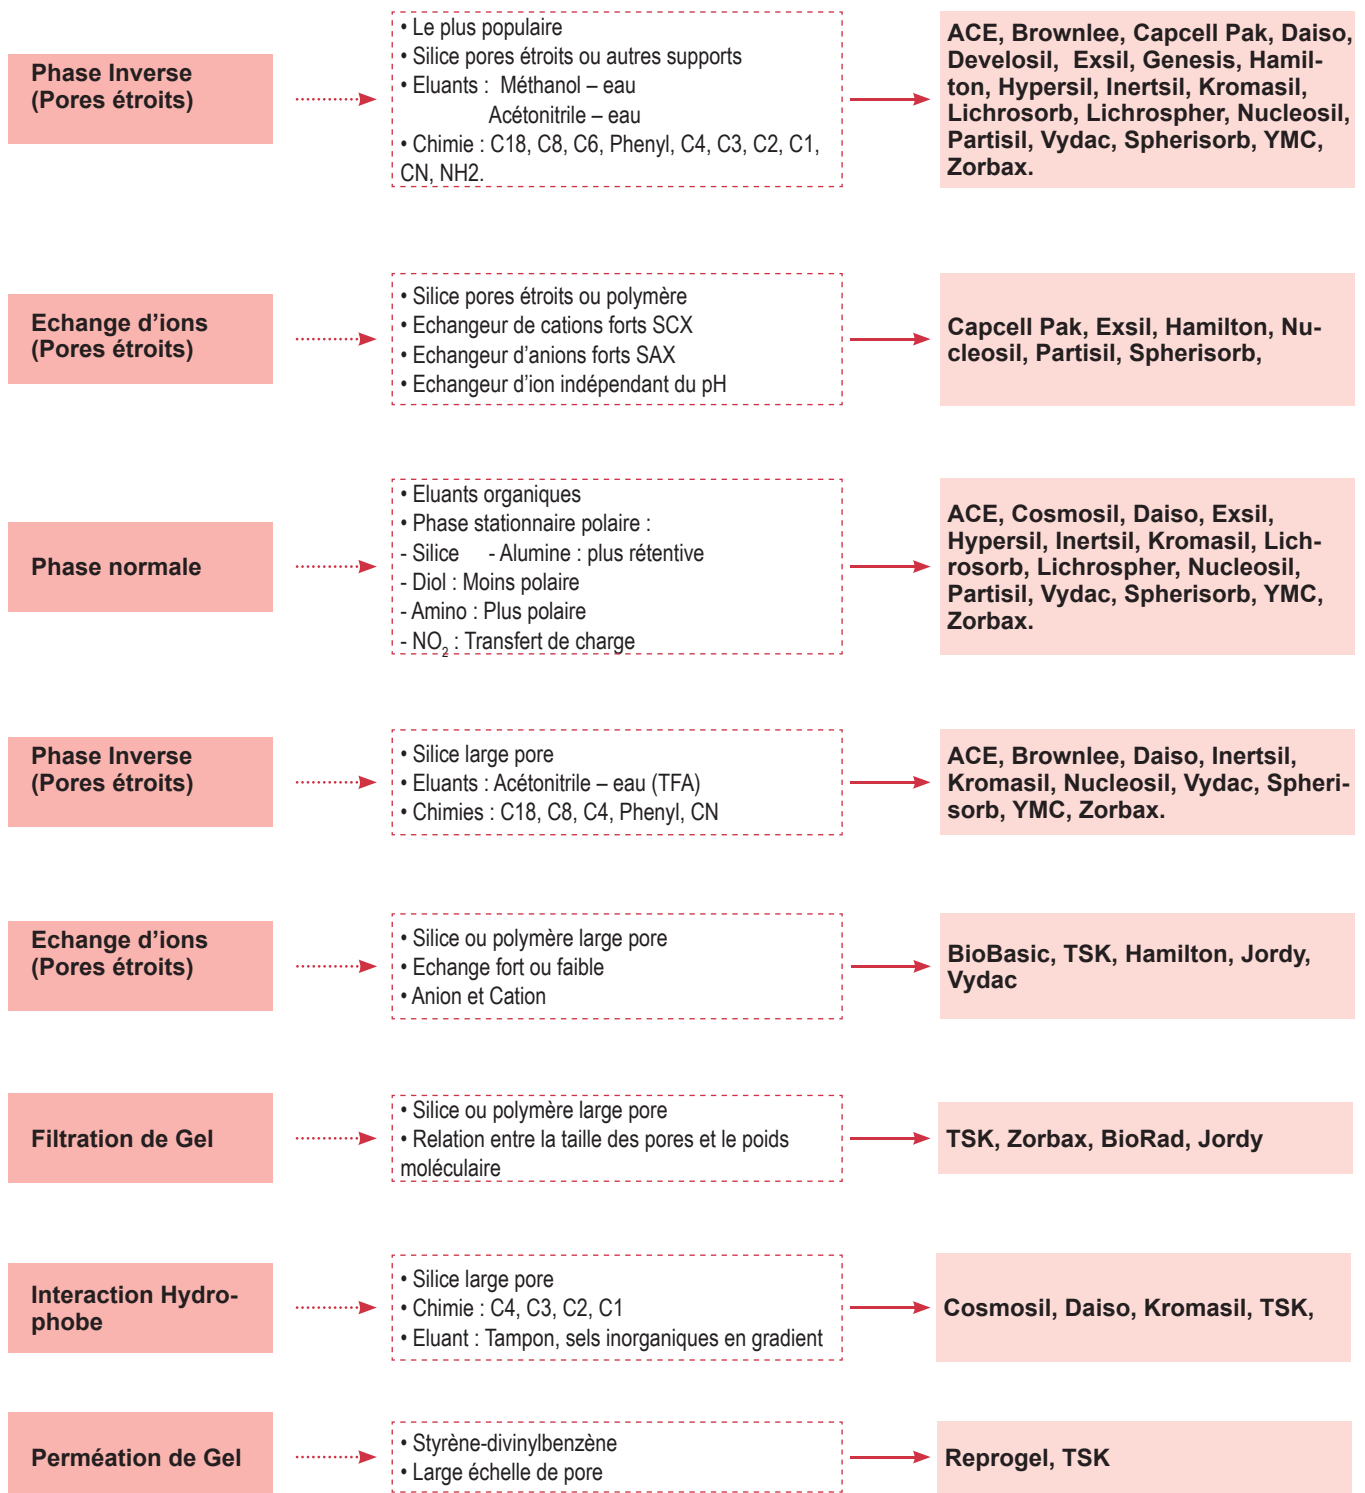 Phase Inverse
(Pores étroits)
• Le plus populaire
• Silice pores étroits ou autres supports
• Eluants : Méthanol – eau
Acétonitrile – eau
• Chimie : C18, C8, C6, Phenyl, C4, C3, C2, C1,
CN, NH2.
ACE, Brownlee, Capcell Pak, Daiso,
Develosil, Exsil, Genesis, Hamil-
ton, Hypersil, Inertsil, Kromasil,
Lichrosorb, Lichrospher, Nucleosil,
Partisil, Vydac, Spherisorb, YMC,
Zorbax.
Echange d’ions
(Pores étroits)
• Silice pores étroits ou polymère
• Echangeur de cations forts SCX
• Echangeur d’anions forts SAX
• Echangeur d’ion indépendant du pH
Capcell Pak, Exsil, Hamilton, Nu-
cleosil, Partisil, Spherisorb,
Phase normale
• Eluants organiques
• Phase stationnaire polaire :
- Silice - Alumine : plus rétentive
- Diol : Moins polaire
- Amino : Plus polaire
- NO₂ : Transfert de charge
ACE, Cosmosil, Daiso, Exsil,
Hypersil, Inertsil, Kromasil, Lich-
rosorb, Lichrospher, Nucleosil,
Partisil, Vydac, Spherisorb, YMC,
Zorbax.
Phase Inverse
(Pores étroits)
• Silice large pore
• Eluants : Acétonitrile – eau (TFA)
• Chimies : C18, C8, C4, Phenyl, CN
ACE, Brownlee, Daiso, Inertsil,
Kromasil, Nucleosil, Vydac, Spheri-
sorb, YMC, Zorbax.
Echange d’ions
(Pores étroits)
• Silice ou polymère large pore
• Echange fort ou faible
• Anion et Cation
BioBasic, TSK, Hamilton, Jordy,
Vydac
Filtration de Gel
• Silice ou polymère large pore
• Relation entre la taille des pores et le poids
moléculaire
TSK, Zorbax, BioRad, Jordy
Interaction Hydro-
phobe
• Silice large pore
• Chimie : C4, C3, C2, C1
• Eluant : Tampon, sels inorganiques en gradient
Cosmosil, Daiso, Kromasil, TSK,
Perméation de Gel
• Styrène-divinylbenzène
• Large échelle de pore
Reprogel, TSK